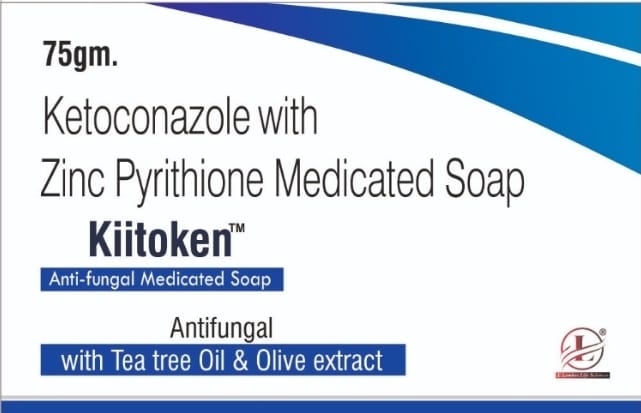 75gm.
Ketoconazole with
Zinc Pyrithione Medicated Soap
Kiitoken™
Anti-fungal Medicated Soap
Antifungal
with Tea tree Oil & Olive extract
®